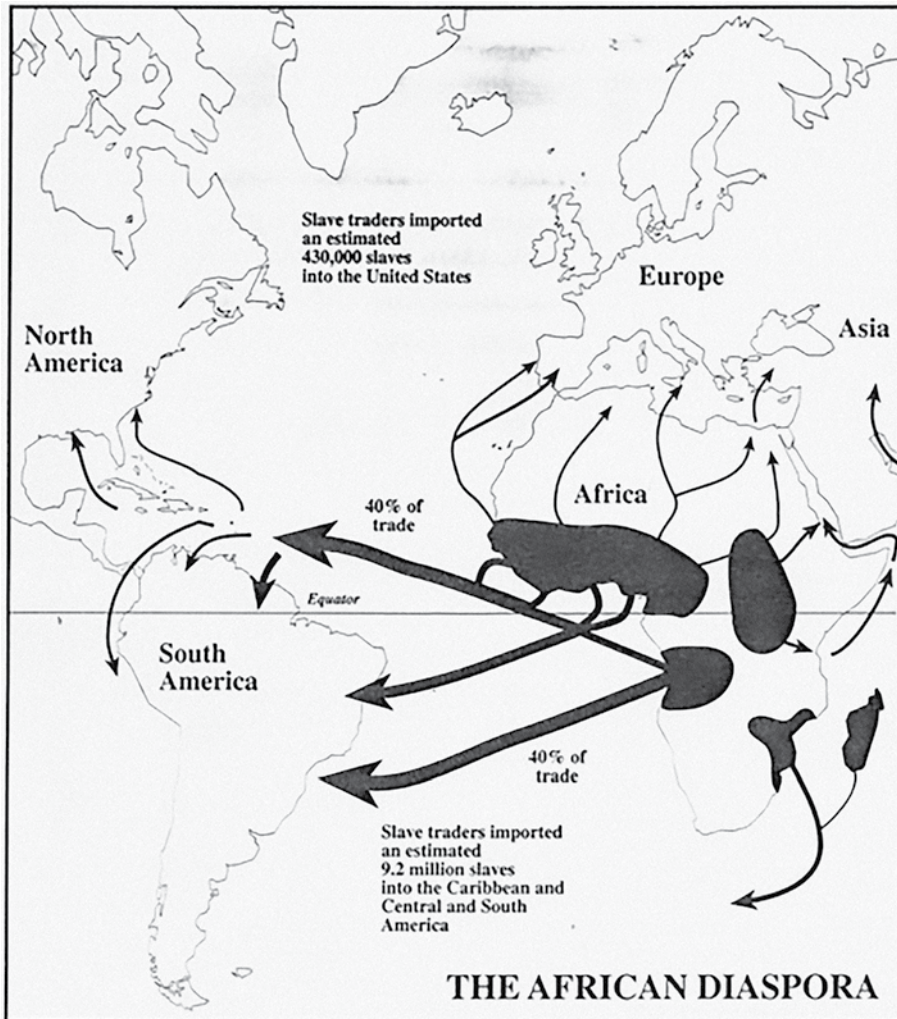 Slave traders imported
an estimated
430,000 slaves
into the United States
Europe
North
America
Asia
Africa
40% of
trade
Equator
South
America
40% of
trade
Slave traders imported
an estimated
9.2 million slaves
into the Caribbean and
Central and South
America
THE AFRICAN DIASPORA